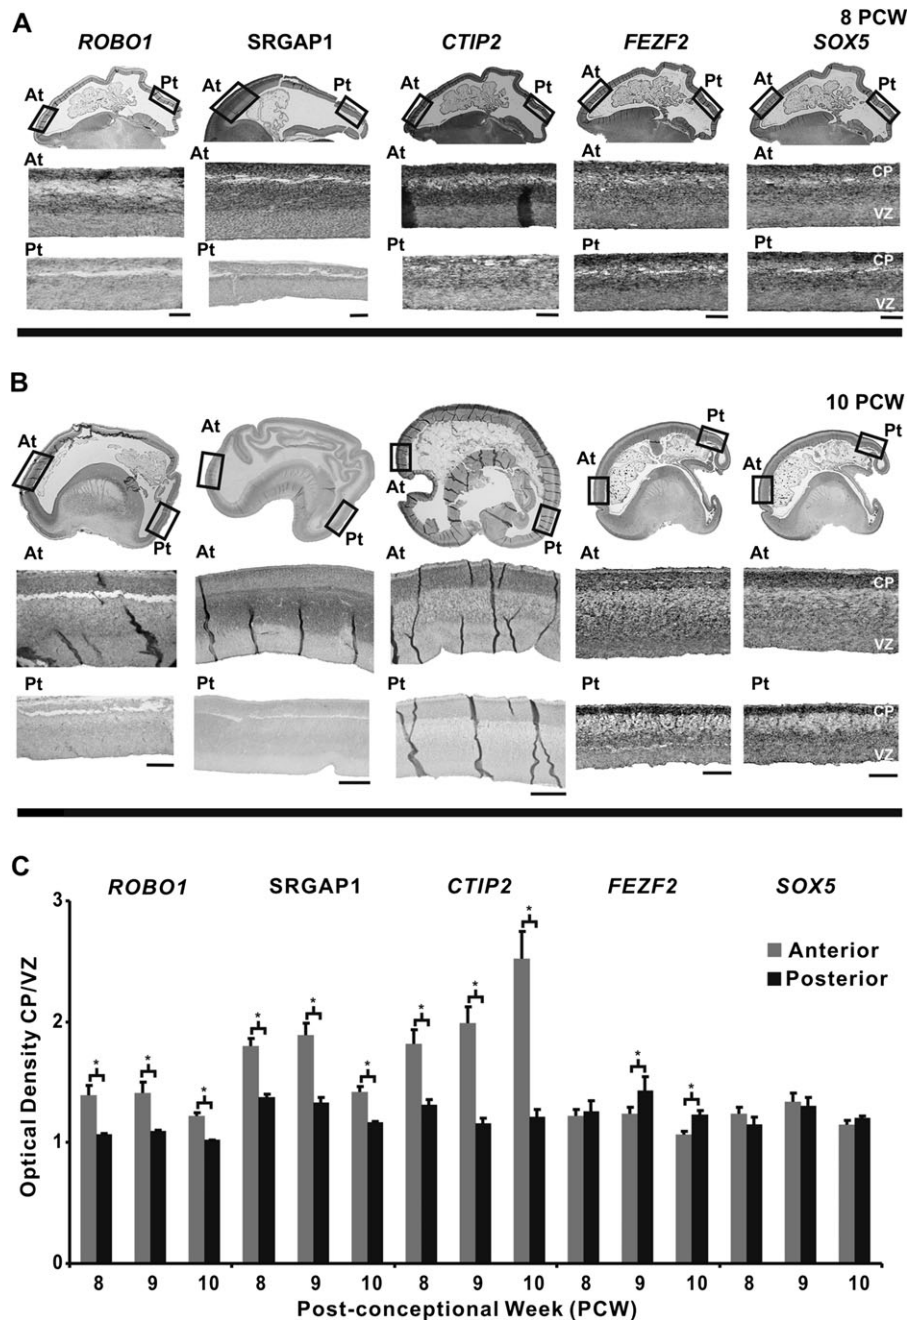 A
8 PCW
ROBO1 SRGAP1 CTIP2 FEZF2 SOX5
At Pt At Pt At Pt At Pt At Pt
At At At At At
CP
VZ
Pt Pt Pt Pt Pt
CP
VZ
B
10 PCW
At Pt At Pt At Pt At Pt At Pt
At At At At At
CP
VZ
Pt Pt Pt Pt Pt
CP
VZ
C
ROBO1 SRGAP1 CTIP2 FEZF2 SOX5
Optical Density CP/VZ
3
2
1
0
* * * * * * * * * * *
Anterior
Posterior
8 9 10 8 9 10 8 9 10 8 9 10 8 9 10
Post-conceptional Week (PCW)